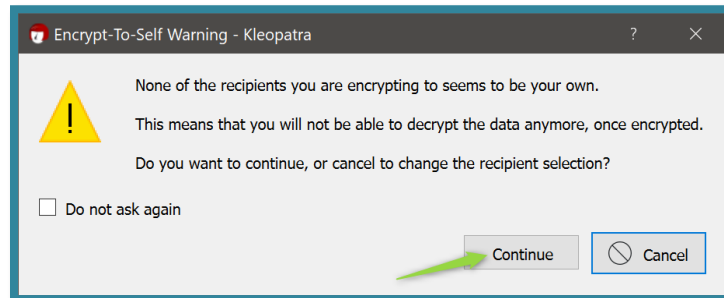 Encrypt-To-Self Warning - Kleopatra
None of the recipients you are encrypting to seems to be your own.
This means that you will not be able to decrypt the data anymore, once encrypted.
Do you want to continue, or cancel to change the recipient selection?
Do not ask again
Continue
Cancel